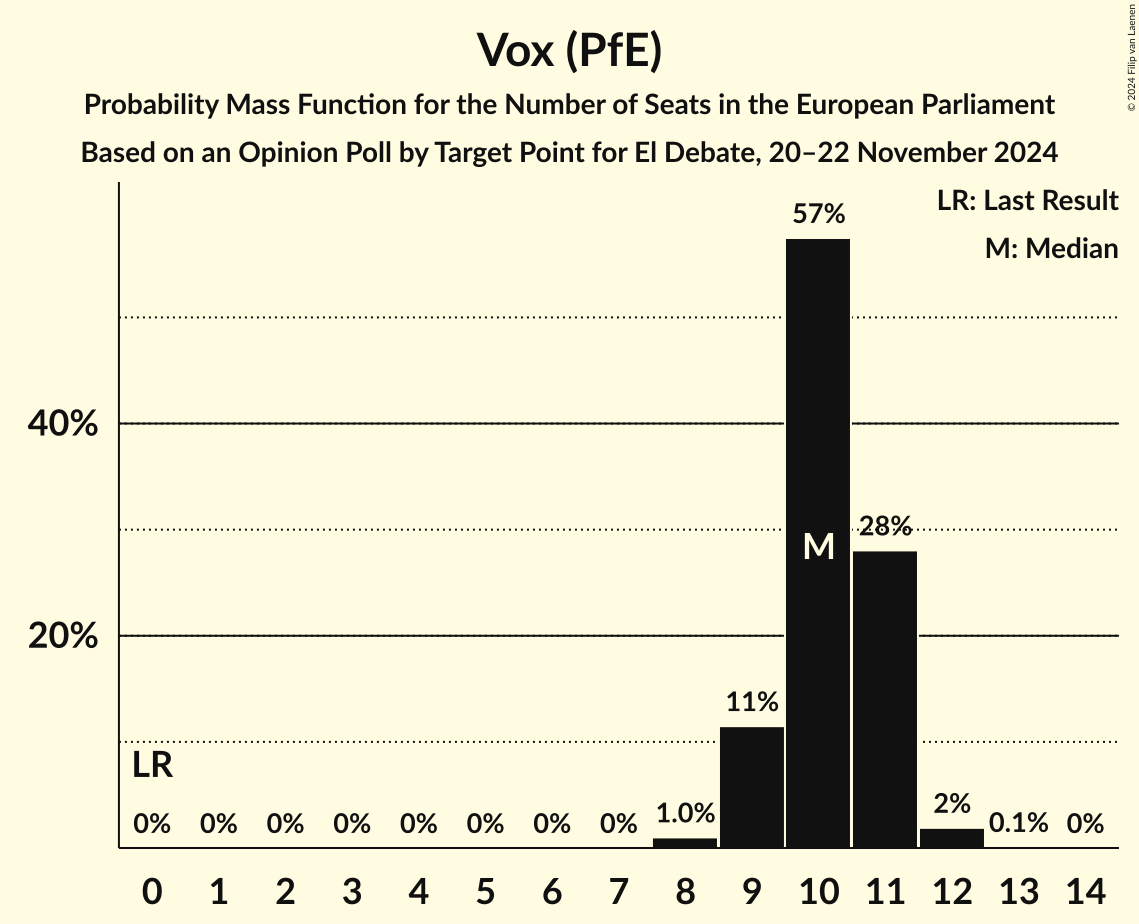 Vox (PfE)
Probability Mass Function for the Number of Seats in the European Parliament
Based on an Opinion Poll by Target Point for El Debate, 20–22 November 2024
© 2024 Filip van Laenen
LR: Last Result
M: Median
57%
40%
28%
M
20%
11%
LR
0% 0% 0% 0% 0% 0% 0% 0% 1.0% 2% 0.1% 0%
0 1 2 3 4 5 6 7 8 9 10 11 12 13 14